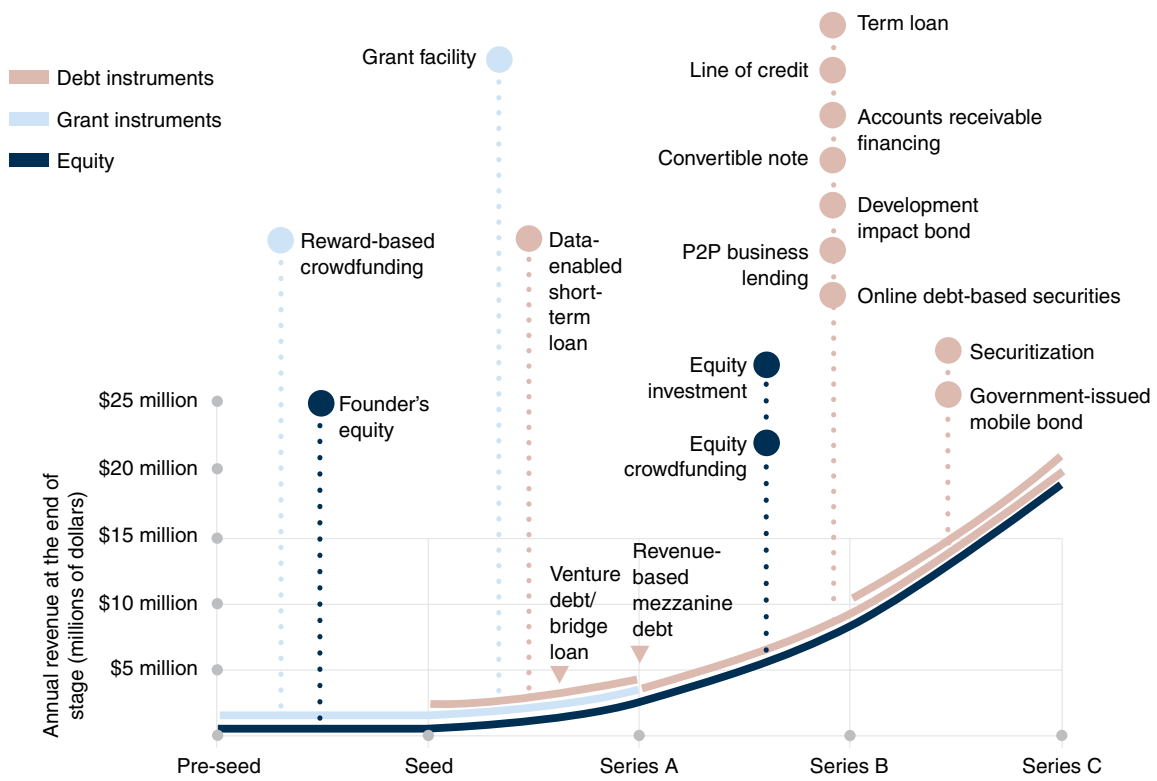 Term loan
Grant facility
Line of credit
Debt instruments
Grant instruments
Equity
Accounts receivable
financing
Convertible note
Development
impact bond
Reward-based
crowdfunding
Data-
enabled
short-
term
loan
P2P business
lending
Online debt-based securities
Securitization
Equity
investment
Government-issued
mobile bond
Founder's
equity
Equity
crowdfunding
$25 million
$20 million
$15 million
$10 million
$5 million
Annual revenue at the end of
stage (millions of dollars)
Venture
debt/
bridge
loan
Revenue-
based
mezzanine
debt
Pre-seed
Seed
Series A
Series B
Series C